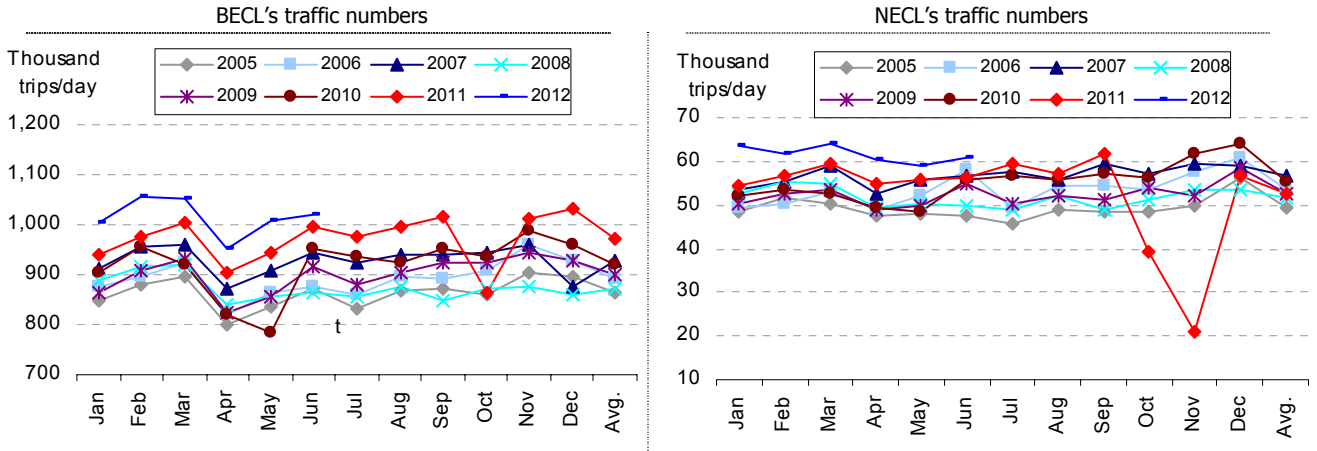 BECL's traffic numbers
Thousand
trips/day
2005 2006 2007 2008
2009 2010 2011 2012
1,200
1,100
1,000
900
800
700
t
Jan Feb Mar Apr May Jun Jul Aug Sep Oct Nov Dec Avg.
NECL's traffic numbers
Thousand
trips/day
2005 2006 2007 2008
2009 2010 2011 2012
70
60
50
40
30
20
10
Jan Feb Mar Apr May Jun Jul Aug Sep Oct Nov Dec Avg.